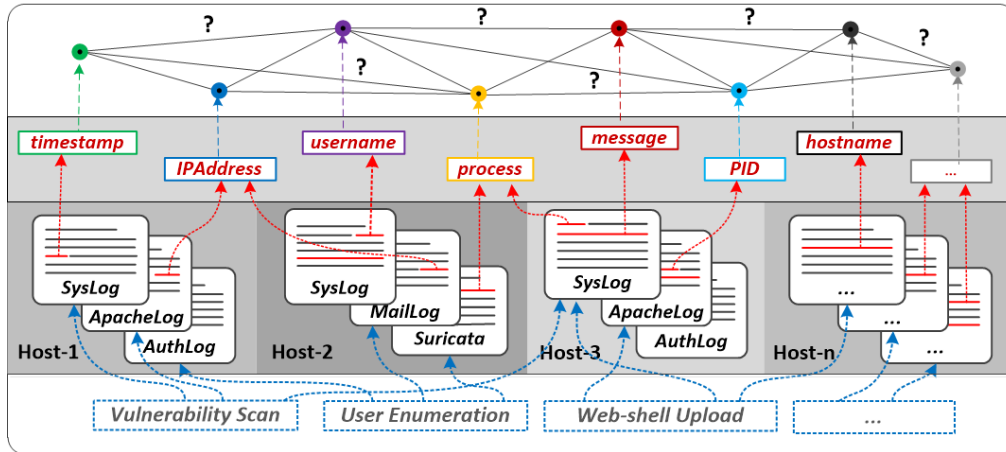 ? ? ?
? ? ?
timestamp username message hostname
IPAddress process PID ...
SysLog SysLog SysLog ...
ApacheLog MailLog ApacheLog ...
AuthLog Suricata AuthLog ...
Host-1 Host-2 Host-3 Host-n
Vulnerability Scan User Enumeration Web-shell Upload ...